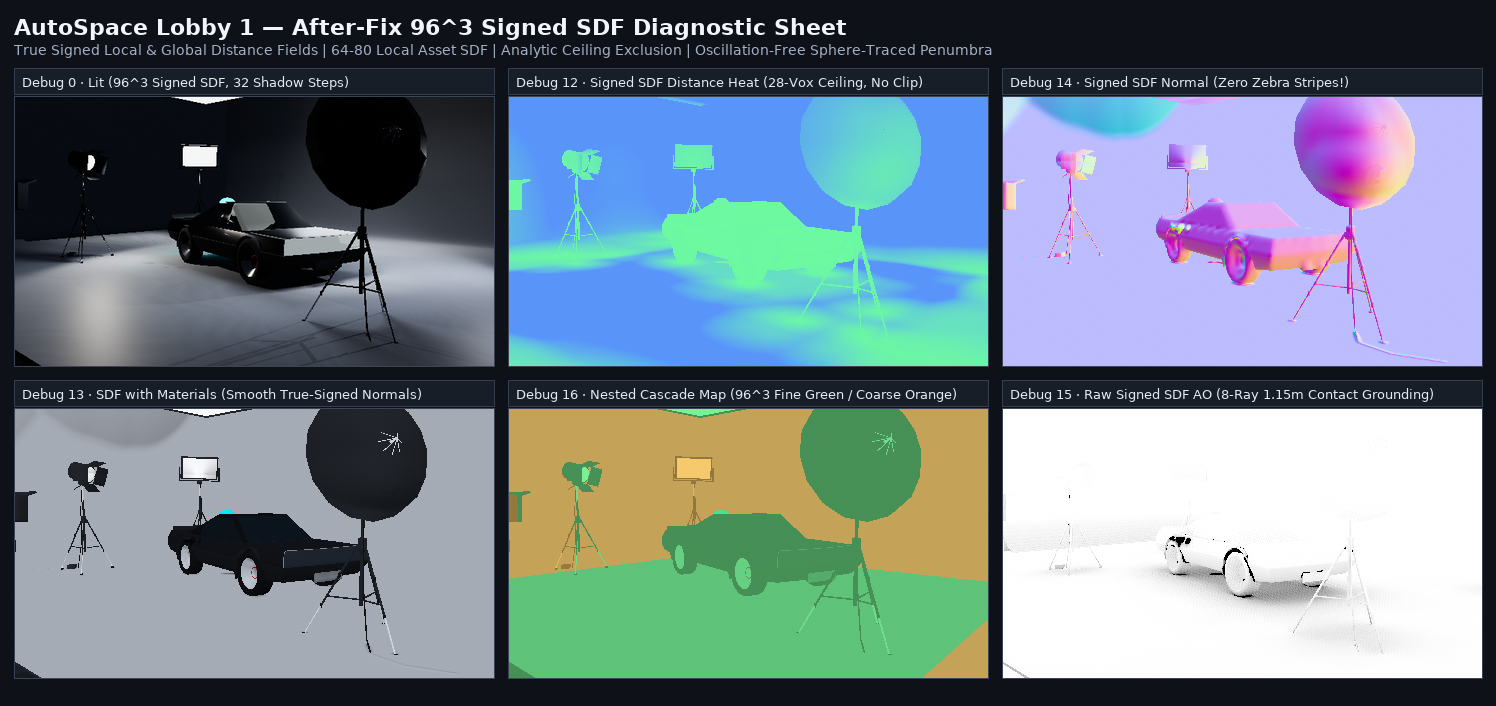 AutoSpace Lobby 1 — After-Fix 96^3 Signed SDF Diagnostic Sheet
True Signed Local & Global Distance Fields | 64-80 Local Asset SDF | Analytic Ceiling Exclusion | Oscillation-Free Sphere-Traced Penumbra
Debug 0 · Lit (96^3 Signed SDF, 32 Shadow Steps)
Debug 12 · Signed SDF Distance Heat (28-Vox Ceiling, No Clip)
Debug 14 · Signed SDF Normal (Zero Zebra Stripes!)
Debug 13 · SDF with Materials (Smooth True-Signed Normals)
Debug 16 · Nested Cascade Map (96^3 Fine Green / Coarse Orange)
Debug 15 · Raw Signed SDF AO (8-Ray 1.15m Contact Grounding)